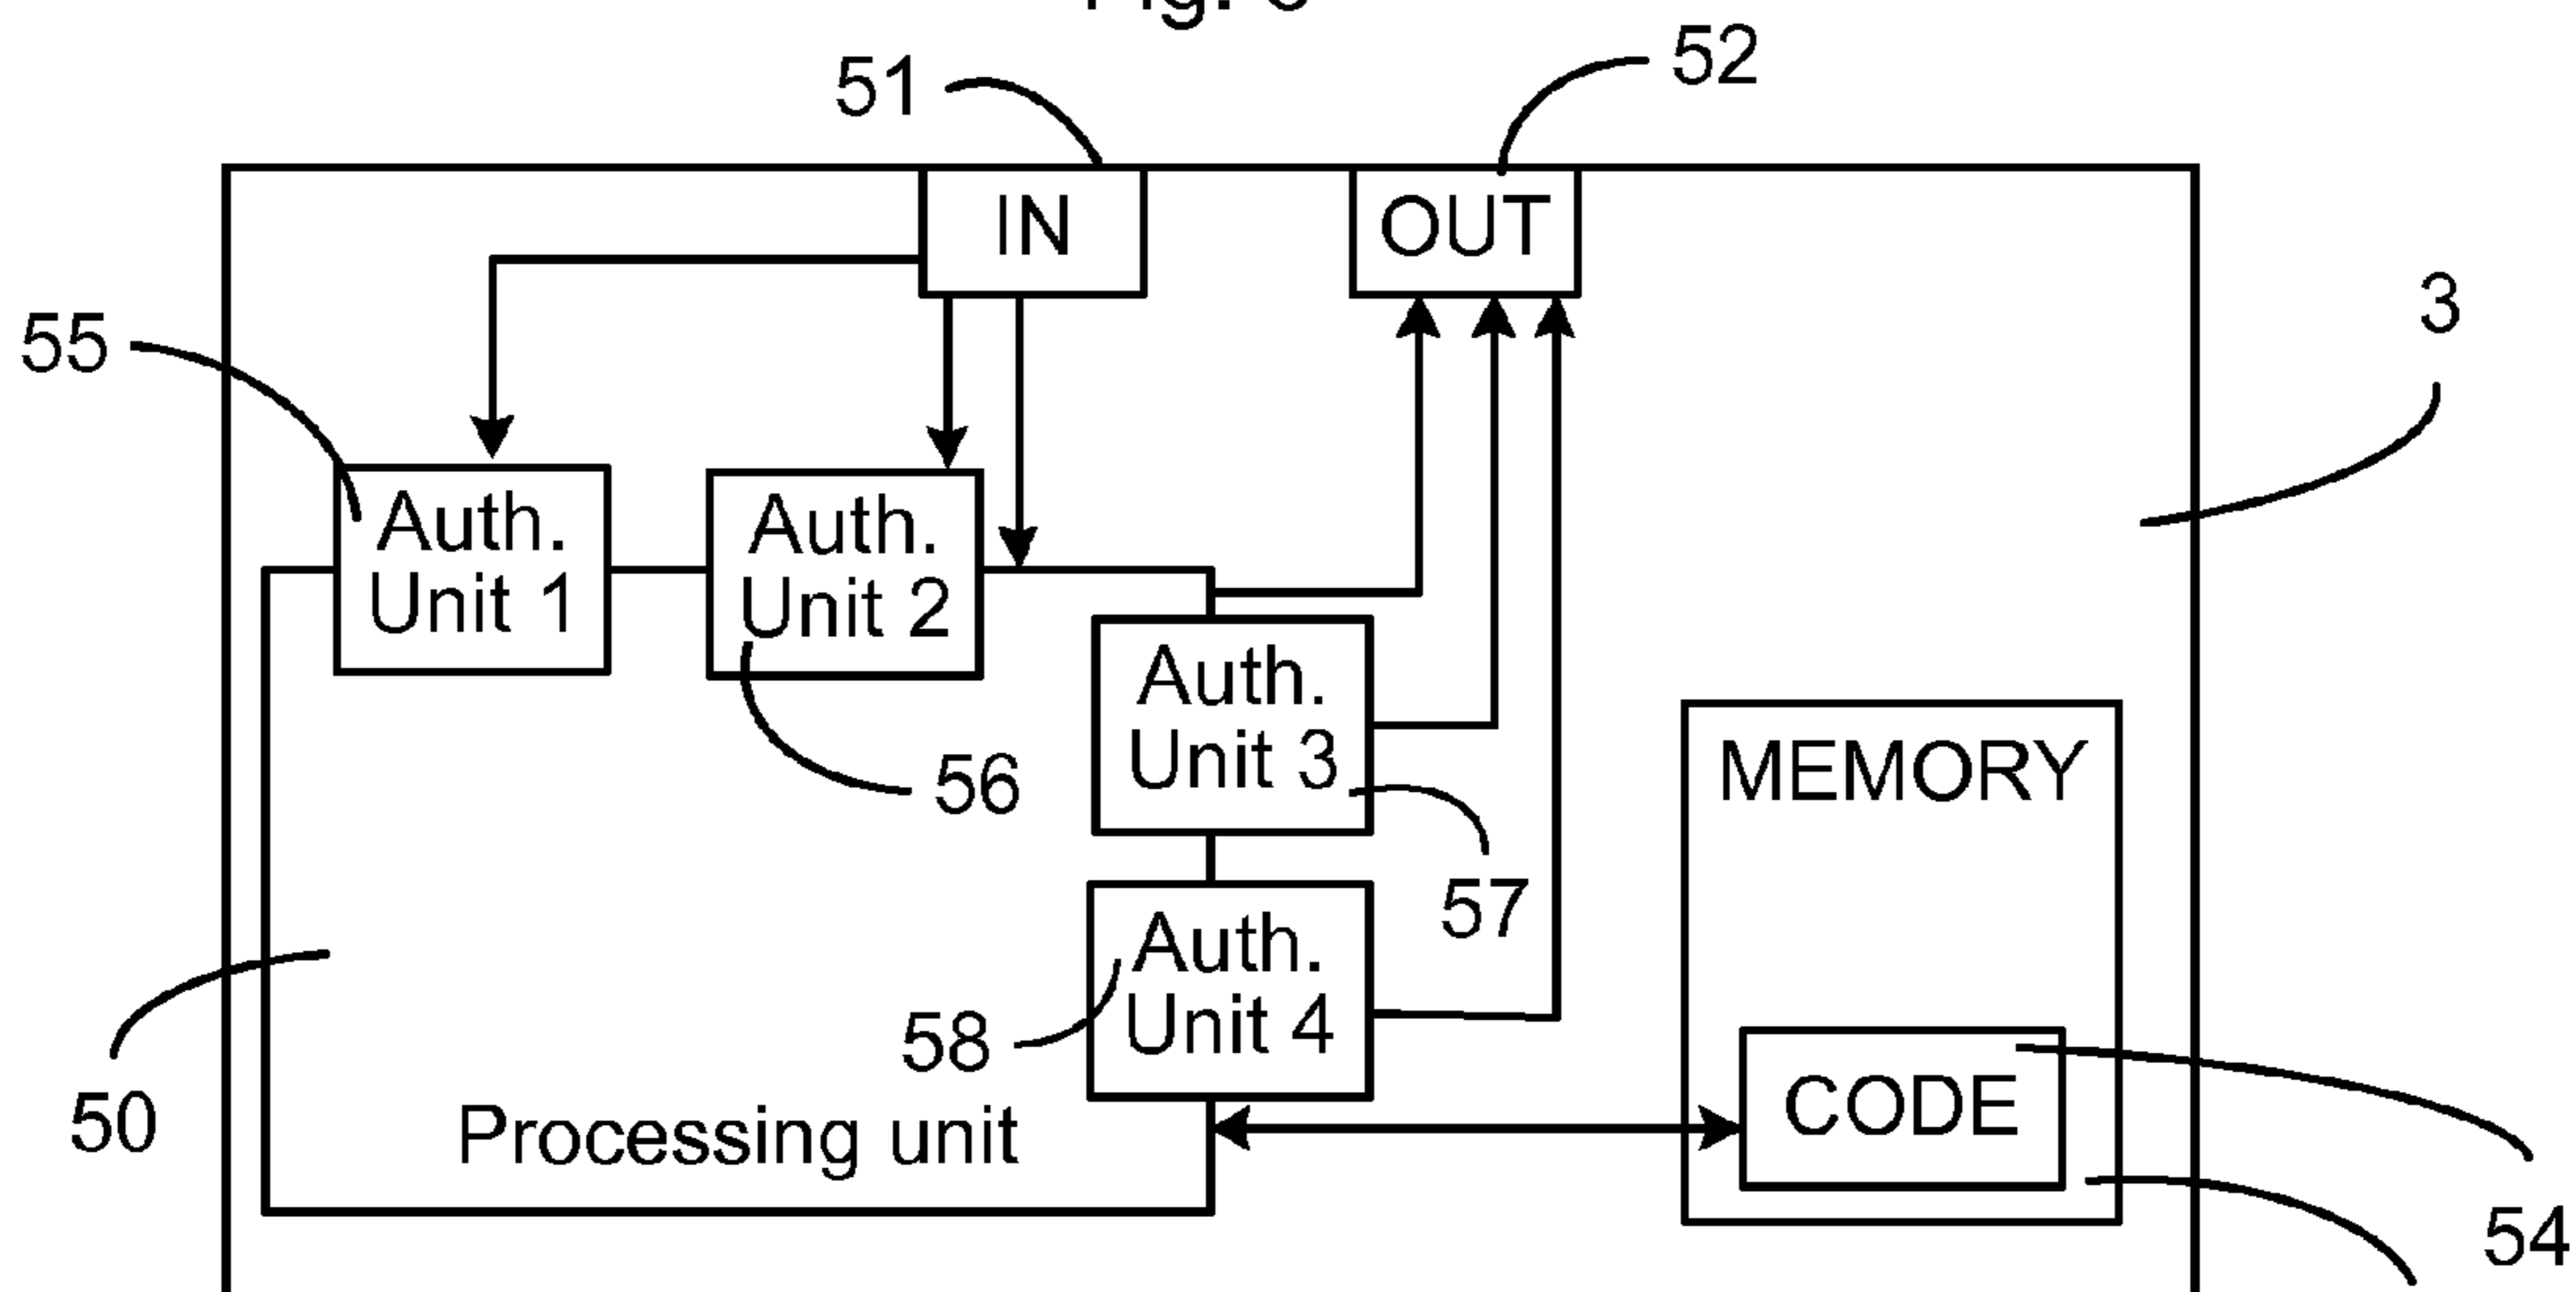 51
52
IN
OUT
3
55
Auth.
Unit 1
Auth.
Unit 2
Auth.
Unit 3
56
MEMORY
57
Auth.
Unit 4
58
CODE
50
Processing unit
54